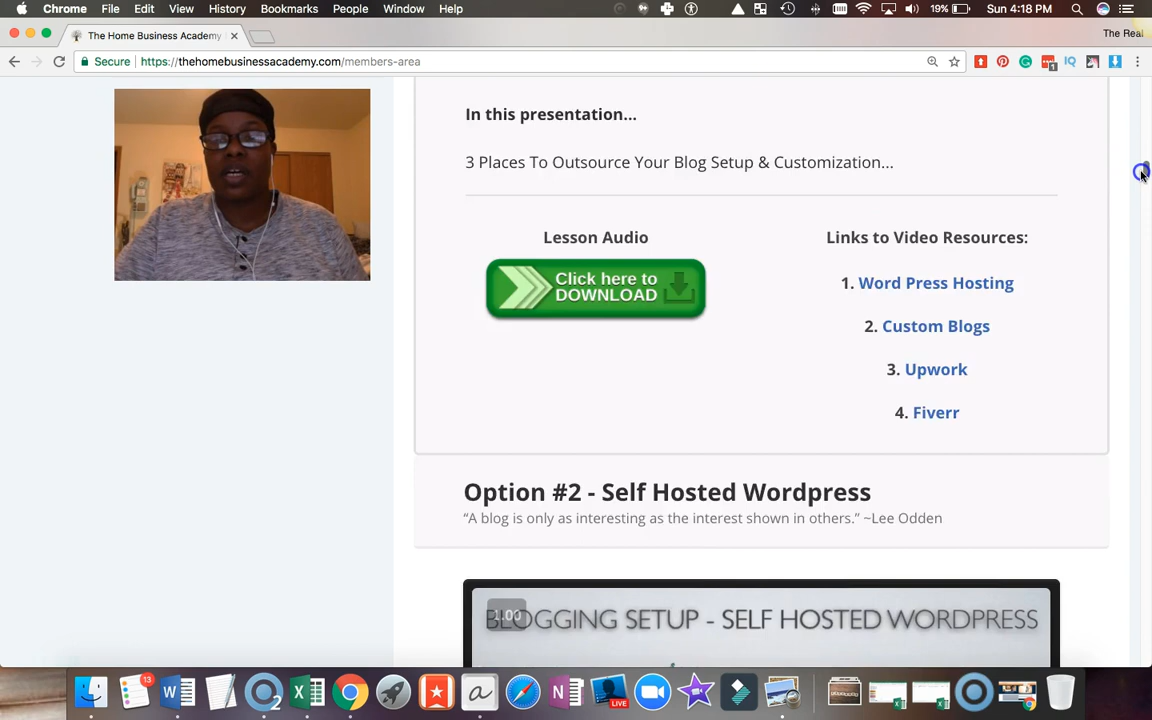 Chrome File Edit View History Bookmarks People Window Help 19% Sun 4:18 PM
The Home Business Academy
The Real
Secure https://thehomebusinessacademy.com/members-area
In this presentation...
3 Places To Outsource Your Blog Setup & Customization...
Lesson Audio
Click here to
DOWNLOAD
Links to Video Resources:
1. Word Press Hosting
2. Custom Blogs
3. Upwork
4. Fiverr
Option #2 - Self Hosted Wordpress
“A blog is only as interesting as the interest shown in others.” ~Lee Odden
1.00
BLOGGING SETUP - SELF HOSTED WORDPRESS
13
LIVE